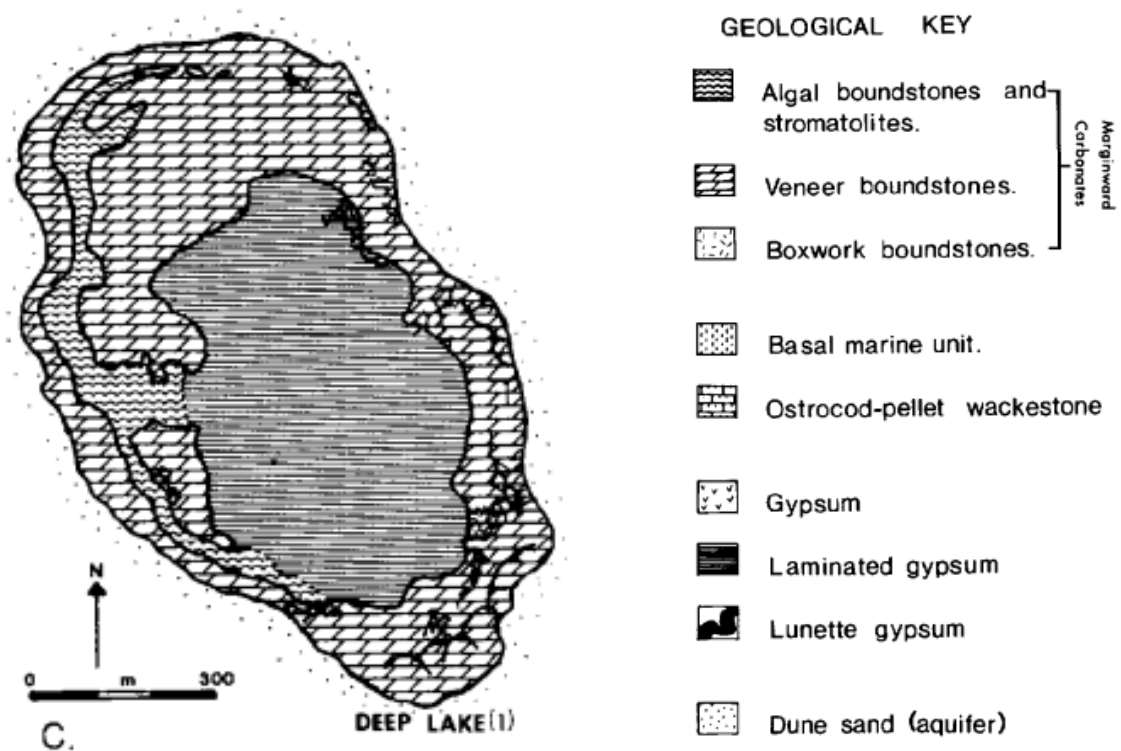 GEOLOGICAL KEY
Algal boundstones and
stromatolites.
Veneer boundstones.
Boxwork boundstones.
Marginward
Carbonates
Basal marine unit.
Ostrocod-pellet wackestone
Gypsum
Laminated gypsum
Lunette gypsum
Dune sand (aquifer)
N
0 m 300
DEEP LAKE(1)
C.